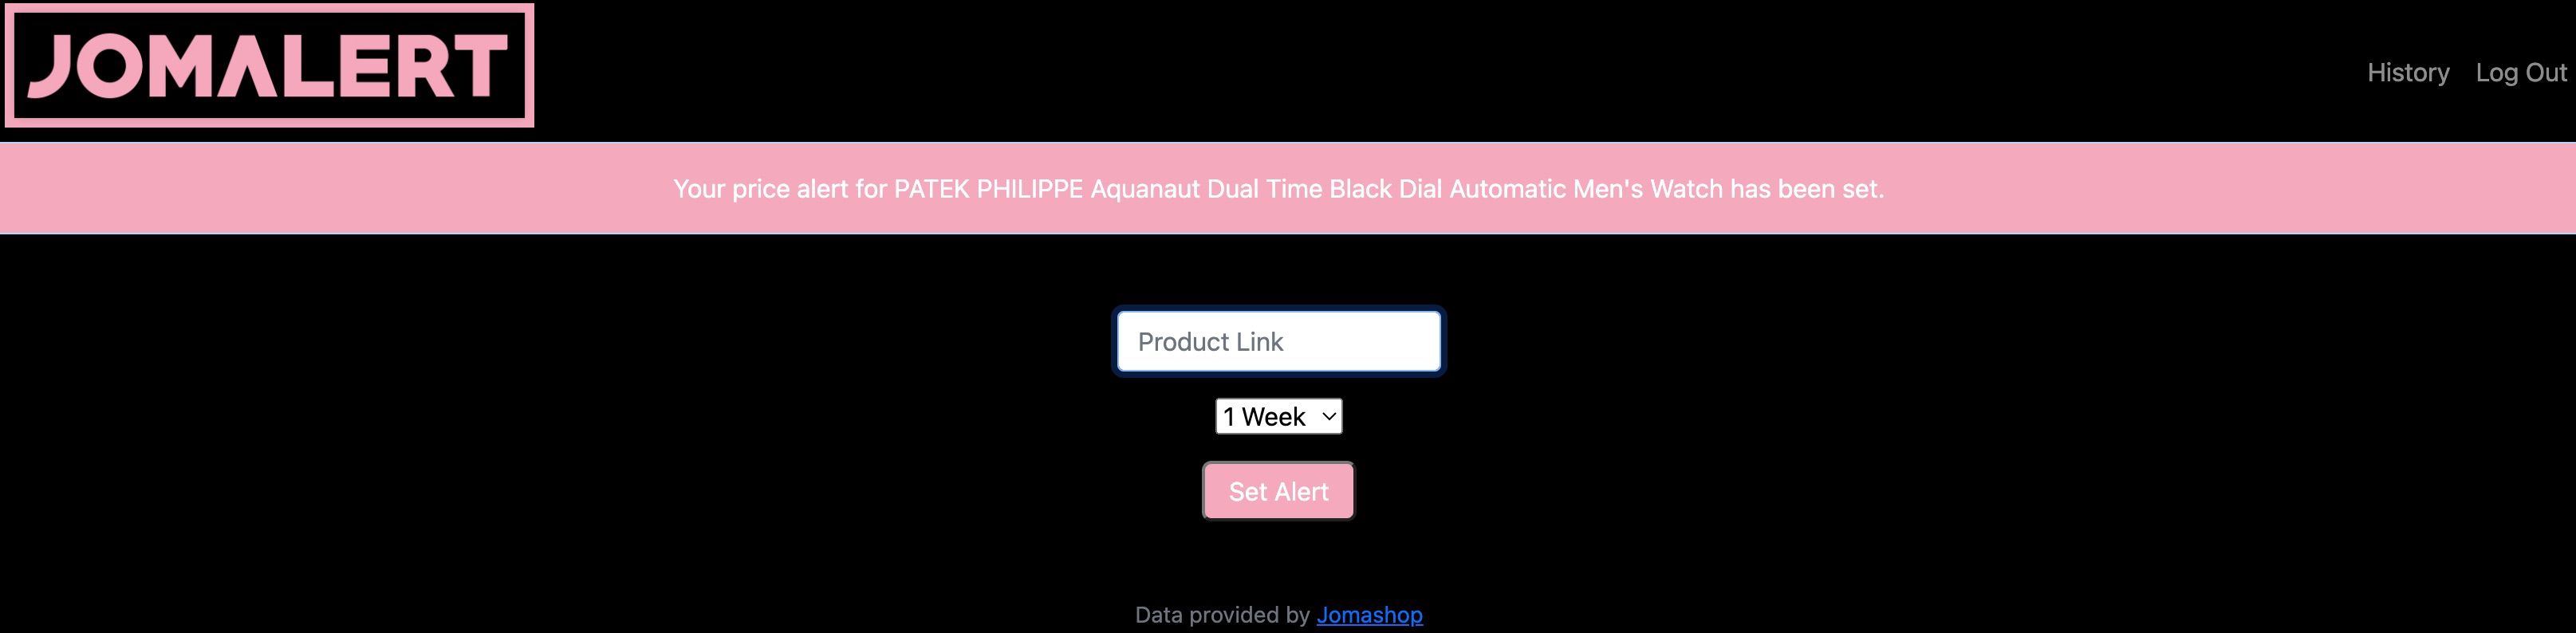 JOMALERT
History Log Out
Your price alert for PATEK PHILIPPE Aquanaut Dual Time Black Dial Automatic Men's Watch has been set.
Product Link
1 Week
Set Alert
Data provided by Jomashop